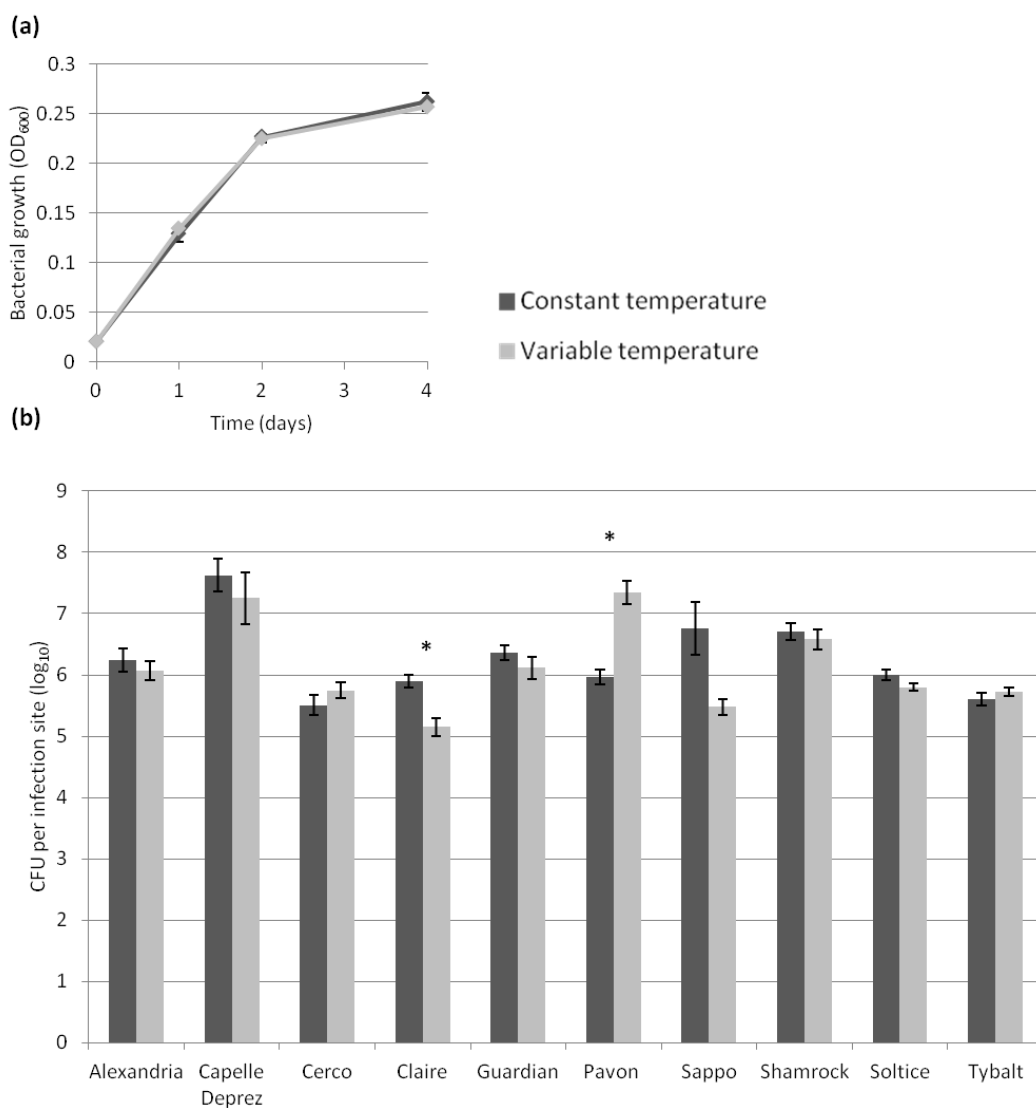 (a)
0.3
0.25
0.2
0.15
0.1
0.05
0
Bacterial growth (OD600)
0 1 2 3 4
Time (days)
Constant temperature
Variable temperature
(b)
9
8
7
6
5
4
3
2
1
0
CFU per infection site (log10)
*
*
Alexandria Capelle Cerco Claire Guardian Pavon Sappo Shamrock Soltice Tybalt
Deprez